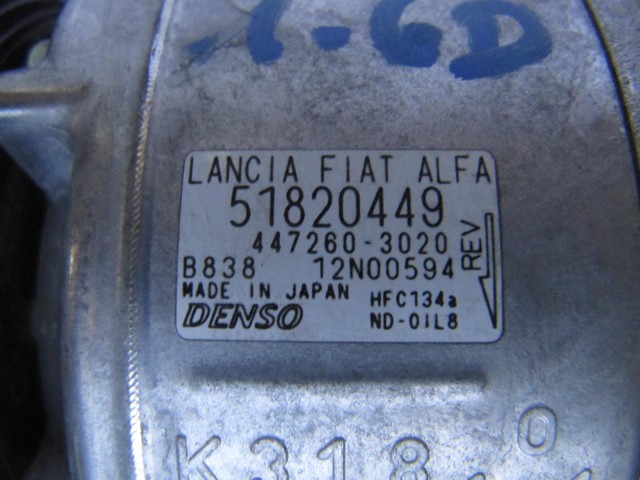 1.6D
LANCIA FIAT ALFA
51820449
447260-3020
REV
B838 12N00594
MADE IN JAPAN HFC134a
DENSO ND-OIL8
K318
0